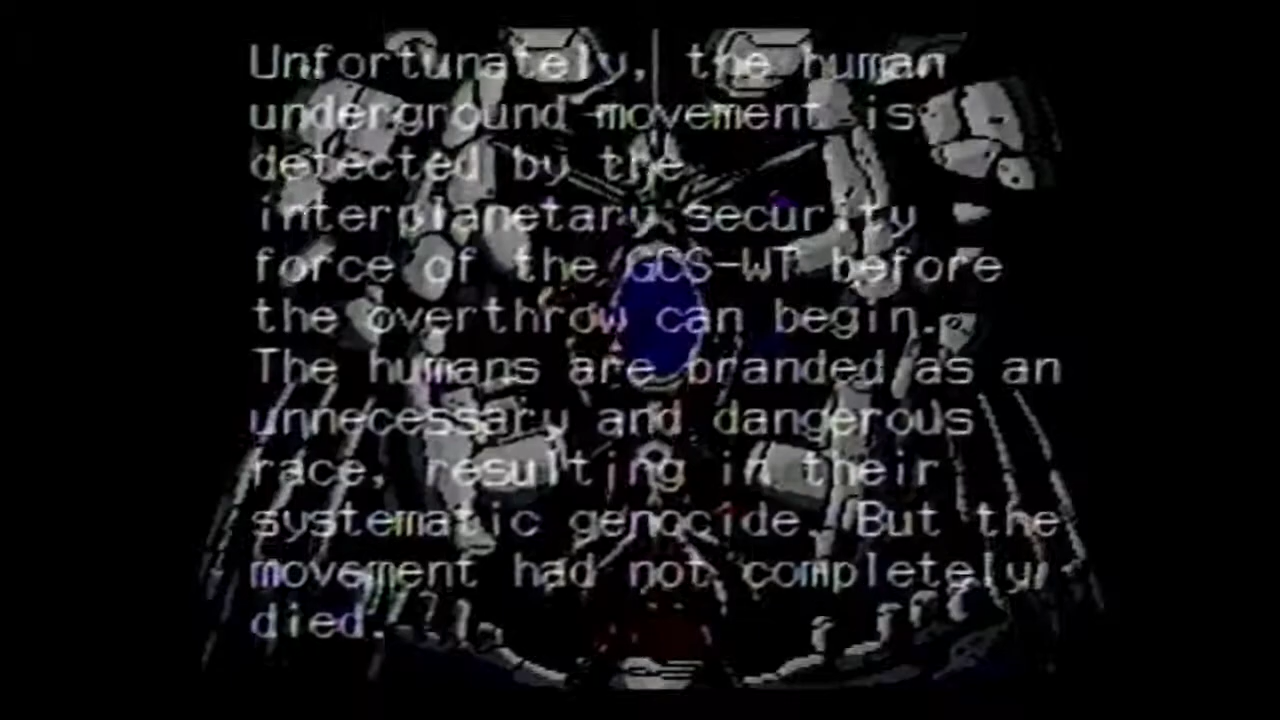 Unfortunately, the human
underground movement is
detected by the
interplanetary security
force of the GCS-WT before
the overthrow can begin.
The humans are branded as an
unnecessary and dangerous
race, resulting in their
systematic genocide. But the
movement had not completely
died.